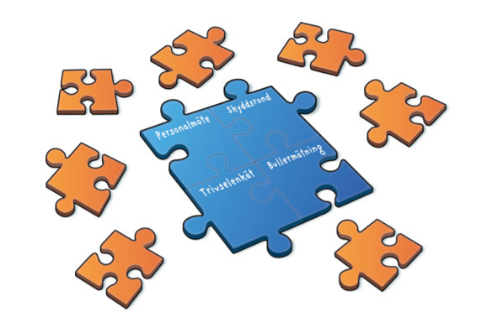 Personalmöte
Skyddsrond
Trivselenkät
Bullermätning